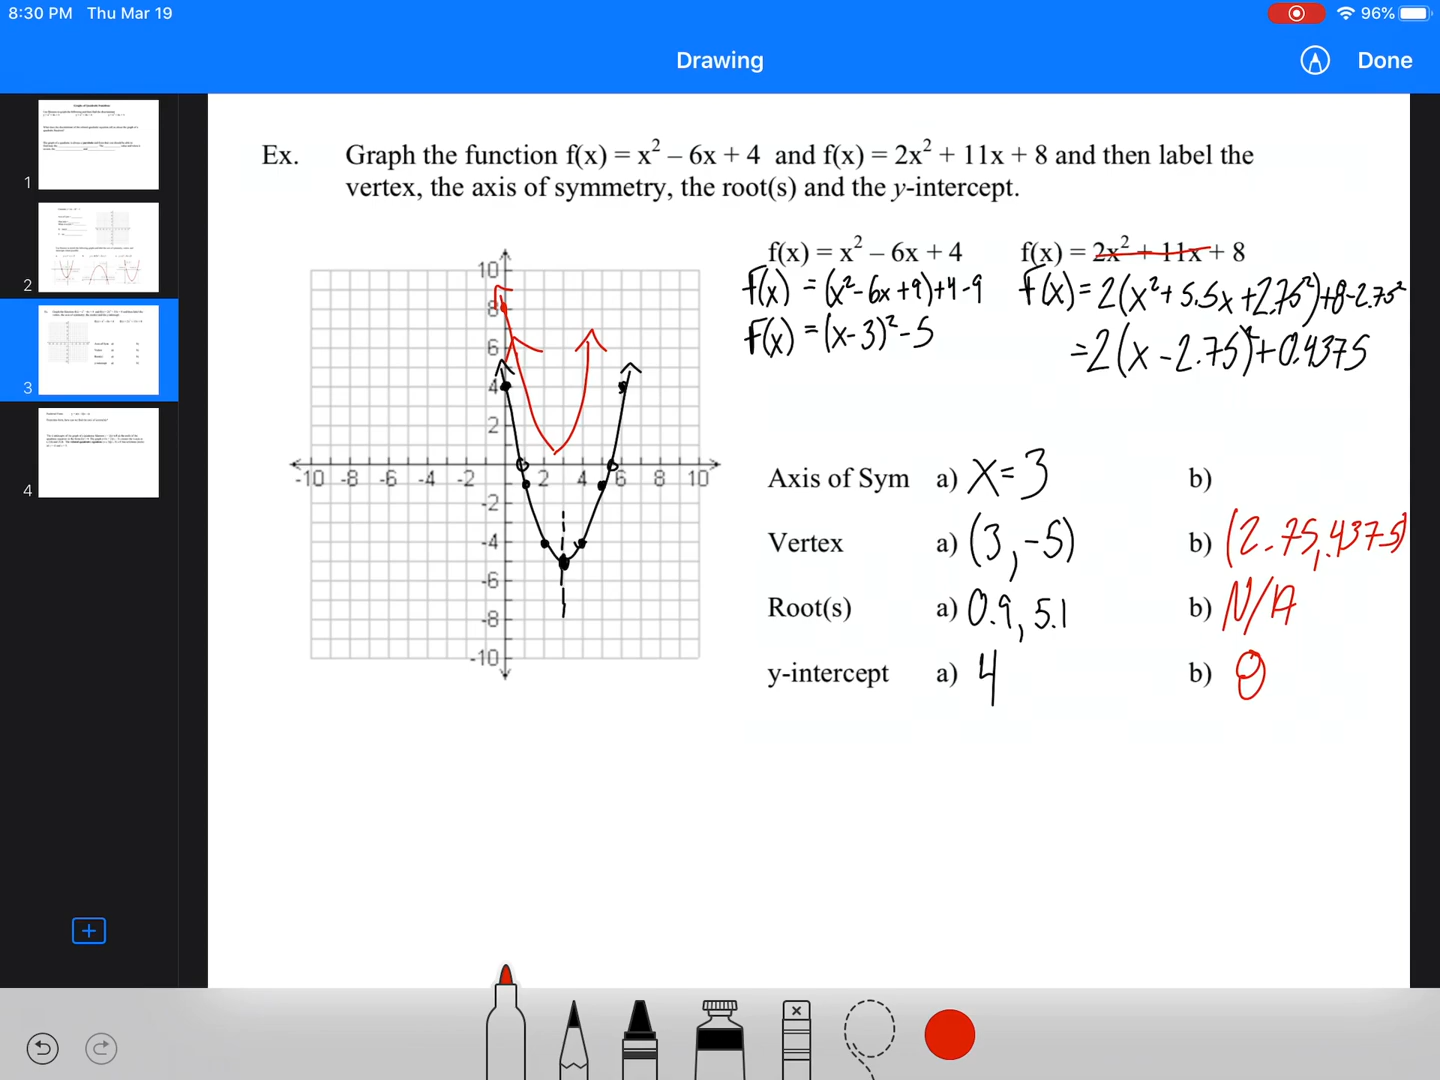 8:30 PM Thu Mar 19
96%
Drawing
Done
Ex. Graph the function f(x) = x² – 6x + 4 and f(x) = 2x² + 11x + 8 and then label the
vertex, the axis of symmetry, the root(s) and the y-intercept.
f(x) = x² – 6x + 4 f(x) = 2x² + 11x + 8
f(x) = (x²-6x+9)+4-9 f(x) = 2(x²+5.5x+2.75²)+8-2.75²
f(x) = (x-3)²-5 =2(x-2.75)²+0.4375
10
8
6
4
2
-10 -8 -6 -4 -2 2 4 6 8 10
-2
-4
-6
-8
-10
Axis of Sym a) x=3 b)
Vertex a) (3,-5) b) (2.75,.4375)
Root(s) a) 0.9, 5.1 b) N/A
y-intercept a) 4 b) 8
1
2
3
4